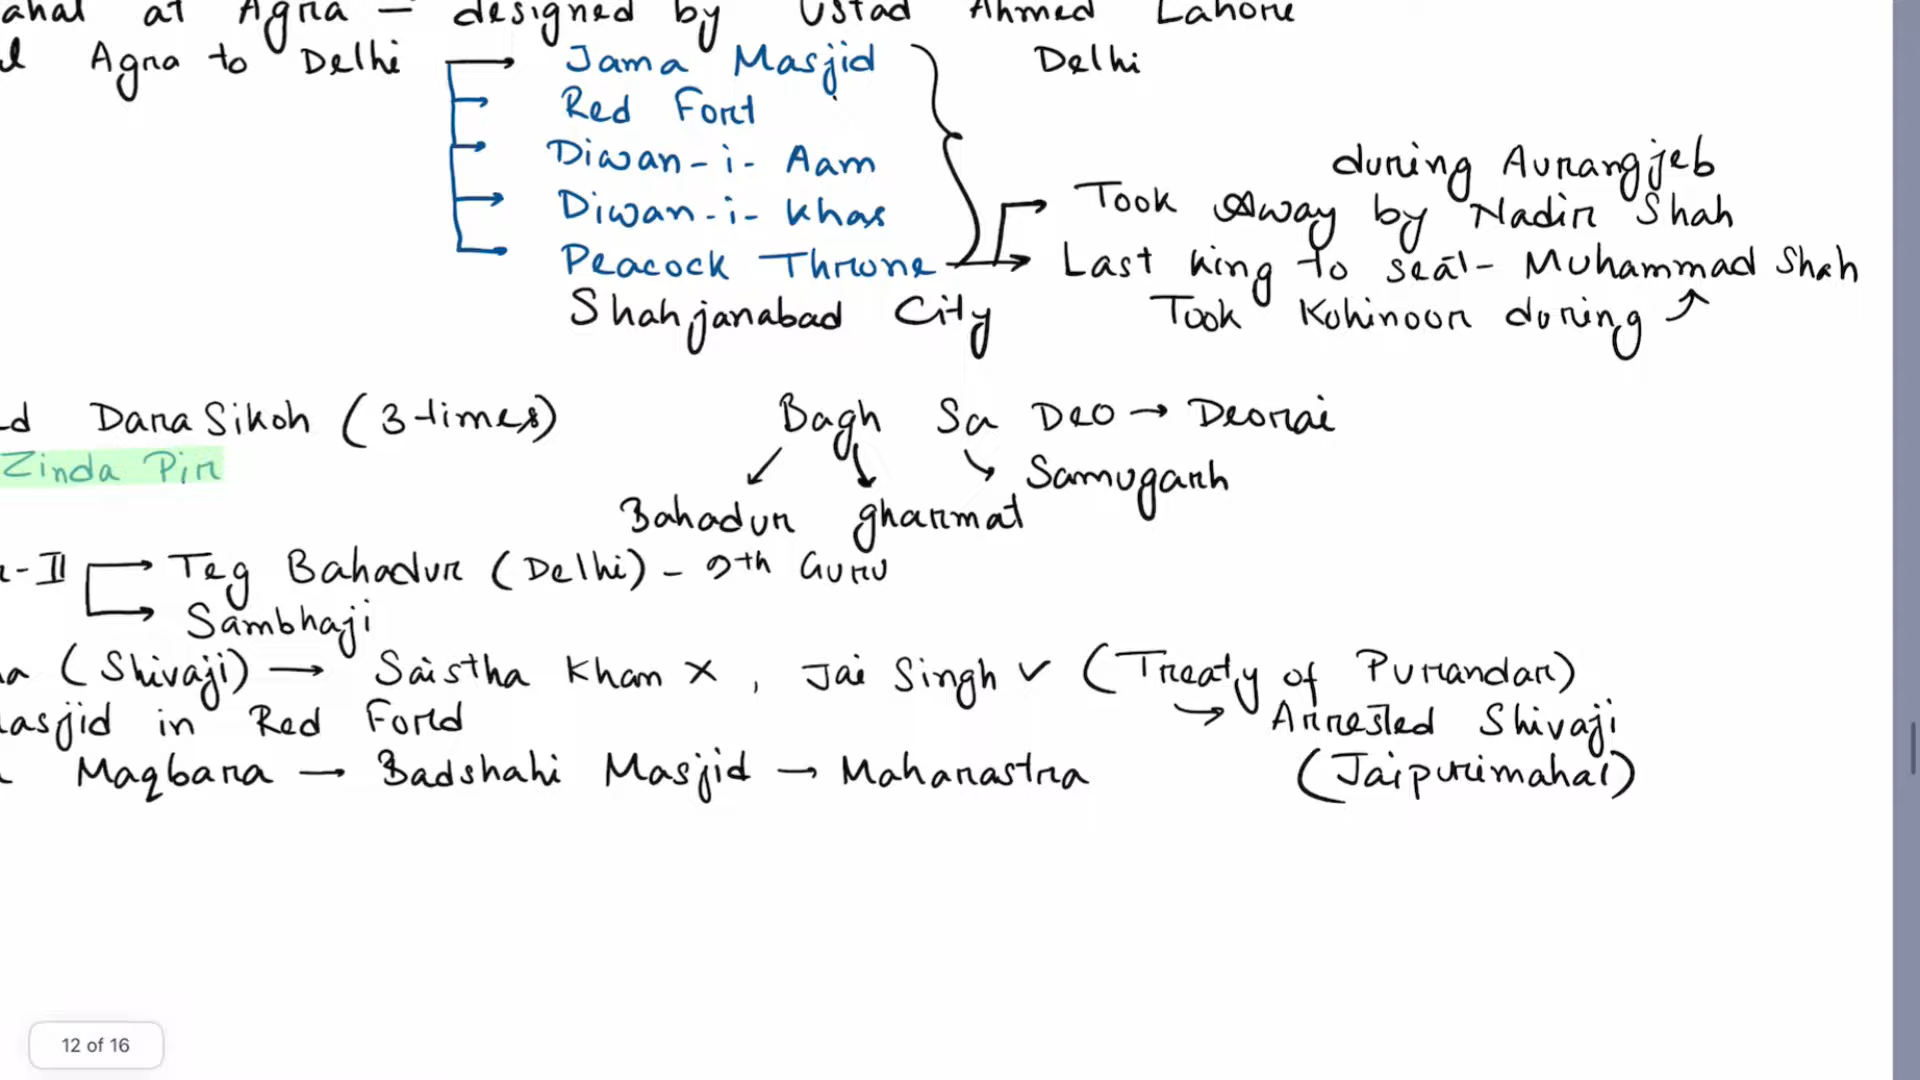 ahal at Agra – designed by Ustad Ahmed Lahore
Agra to Delhi → Jama Masjid Delhi
Red Fort
Diwan-i-Aam during Aurangjeb
Diwan-i-Khas Took Away by Nadir Shah
Peacock Throne → Last king to seat - Muhammad Shah
Shahjanabad City Took Kohinoor during ↗
d Dara Sikoh (3 times) Bagh Sa Deo → Deorai
Zinda Pir Samugarh
Bahadur gharmat
-II Teg Bahadur (Delhi) - 9th Guru
Sambhaji
a (Shivaji) → Saistha Khan × , Jai Singh ✓ (Treaty of Purandar)
asjid in Red Ford → Arrested Shivaji
Maqbara → Badshahi Masjid → Maharastra (Jaipurimahal)
12 of 16